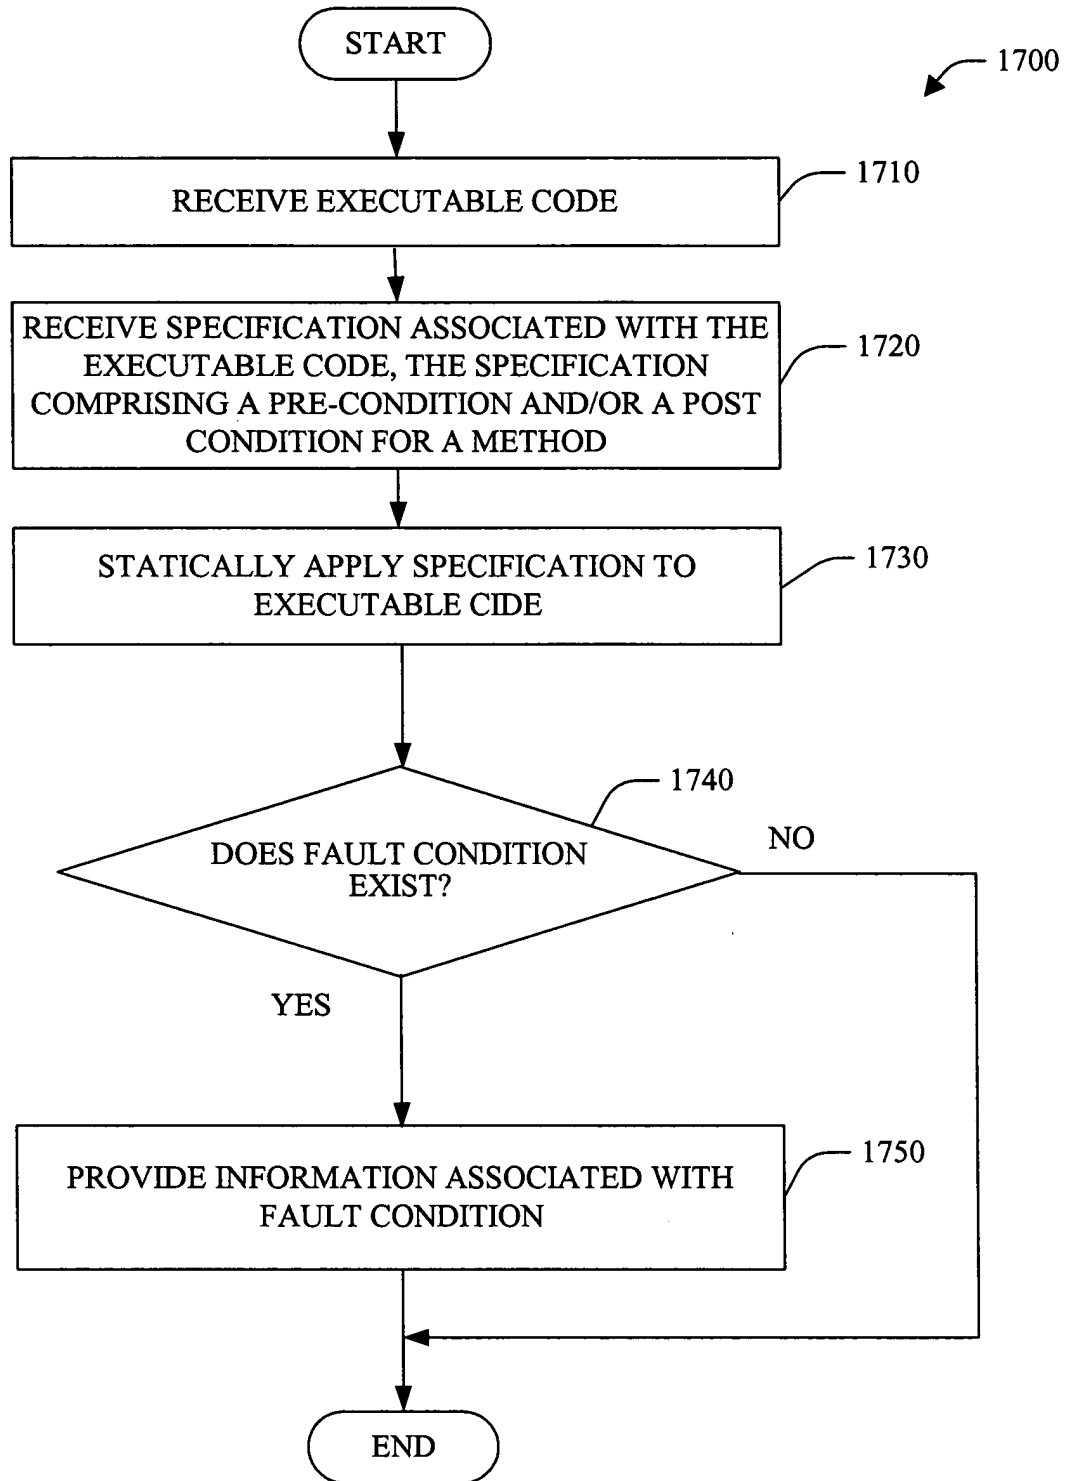 START
1700
1710
RECEIVE EXECUTABLE CODE
RECEIVE SPECIFICATION ASSOCIATED WITH THE
EXECUTABLE CODE, THE SPECIFICATION
COMPRISING A PRE-CONDITION AND/OR A POST
CONDITION FOR A METHOD
1720
STATICALLY APPLY SPECIFICATION TO
EXECUTABLE CIDE
1730
1740
DOES FAULT CONDITION
EXIST?
NO
YES
PROVIDE INFORMATION ASSOCIATED WITH
FAULT CONDITION
1750
END